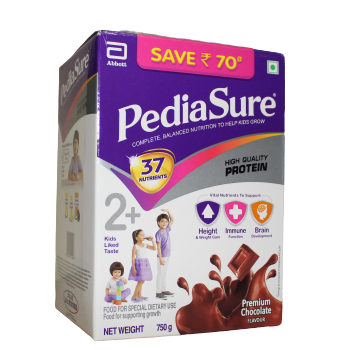 Abbott
SAVE ₹ 70
PediaSure®
COMPLETE, BALANCED NUTRITION TO HELP KIDS GROW
37
NUTRIENTS
HIGH QUALITY
PROTEIN
2+
Kids
Liked
Taste
Vital Nutrients To Support
Height
& Weight Gain
Immune
Function
Brain
Development
Premium
Chocolate
FLAVOUR
FOOD FOR SPECIAL DIETARY USE
Food for supporting growth
NET WEIGHT 750 g